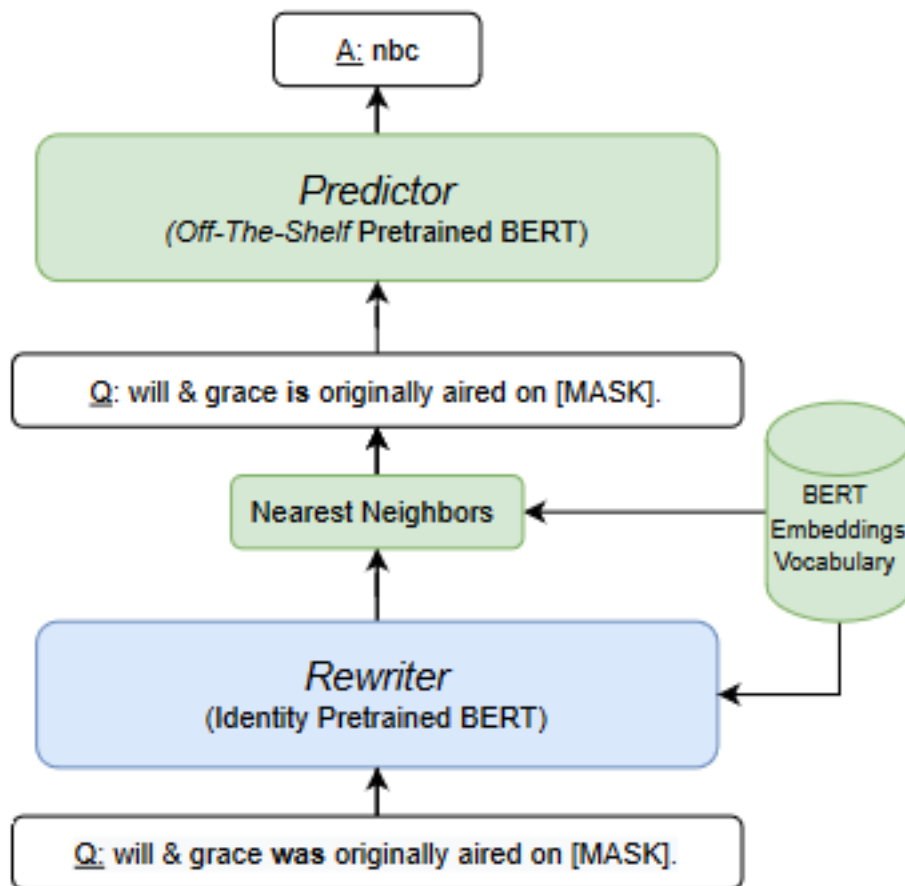 A: nbc
Predictor
(Off-The-Shelf Pretrained BERT)
Q: will & grace is originally aired on [MASK].
Nearest Neighbors
BERT
Embeddings
Vocabulary
Rewriter
(Identity Pretrained BERT)
Q: will & grace was originally aired on [MASK].